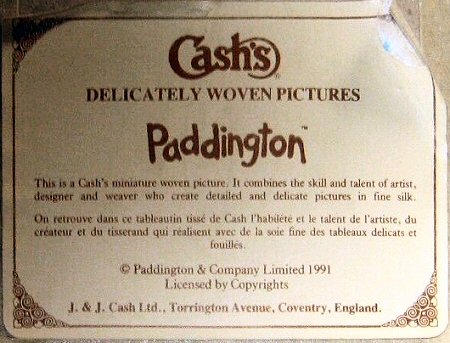 Cash's®
DELICATELY WOVEN PICTURES
Paddington™
This is a Cash's miniature woven picture. It combines the skill and talent of artist,
designer and weaver who create detailed and delicate pictures in fine silk.
On retrouve dans ce tableautin tissé de Cash l'habileté et le talent de l'artiste, du
créateur et du tisserand qui réalisent avec de la soie fine des tableaux delicats et
fouillés.
© Paddington & Company Limited 1991
Licensed by Copyrights
J. & J. Cash Ltd., Torrington Avenue, Coventry, England.